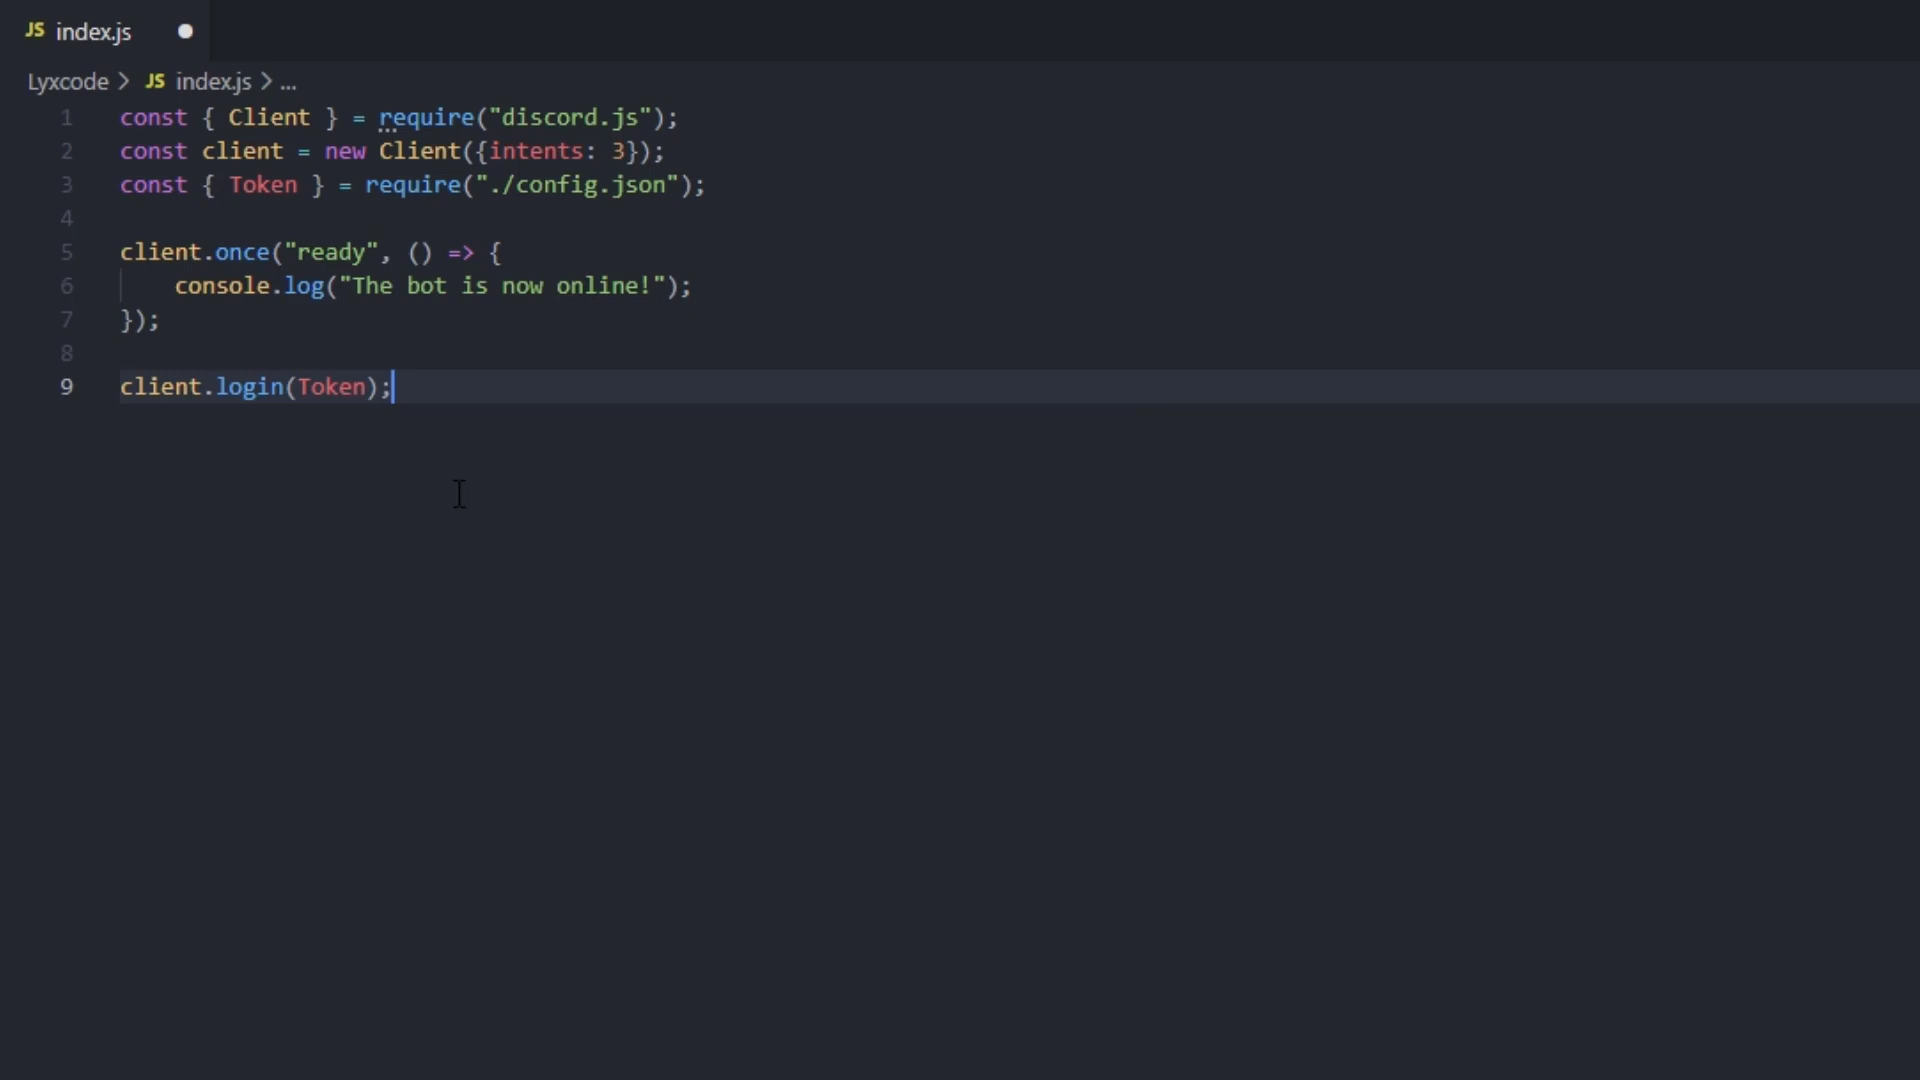 JS index.js
Lyxcode > JS index.js > ...
1 const { Client } = require("discord.js");
2 const client = new Client({intents: 3});
3 const { Token } = require("./config.json");
4
5 client.once("ready", () => {
6     console.log("The bot is now online!");
7 });
8
9 client.login(Token);